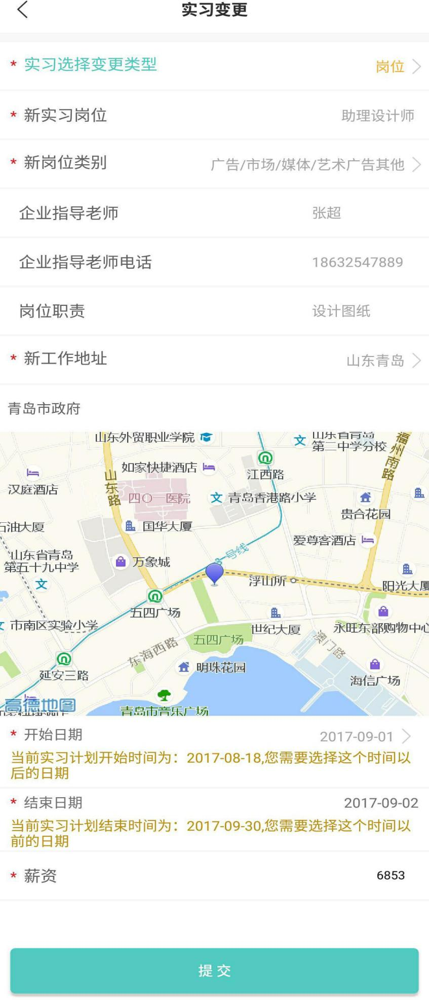 实习变更
* 实习选择变更类型 岗位
* 新实习岗位 助理设计师
* 新岗位类别 广告/市场/媒体/艺术广告其他
企业指导老师 张超
企业指导老师电话 18632547889
岗位职责 设计图纸
* 新工作地址 山东青岛
青岛市政府
山东外贸职业学院
山东省青岛
第二中学分校
福州南路
如家快捷酒店
江西路
山东路
汉庭酒店
四〇一医院
文 青岛香港路小学
贵合花园
石油大厦
国华大厦
爱尊客酒店
3号线
山东省青岛
第五十九中学
文
万象城
浮山所
阳光大厦
五四广场
市南区实验小学
世纪大厦
永旺东部购物中心
五四广场
澳门路
东海西路
明珠花园
延安三路
海信广场
高德地图
青岛市音乐广场
* 开始日期 2017-09-01
当前实习计划开始时间为：2017-08-18,您需要选择这个时间以
后的日期
* 结束日期 2017-09-02
当前实习计划结束时间为：2017-09-30,您需要选择这个时间以
前的日期
* 薪资 6853
提交